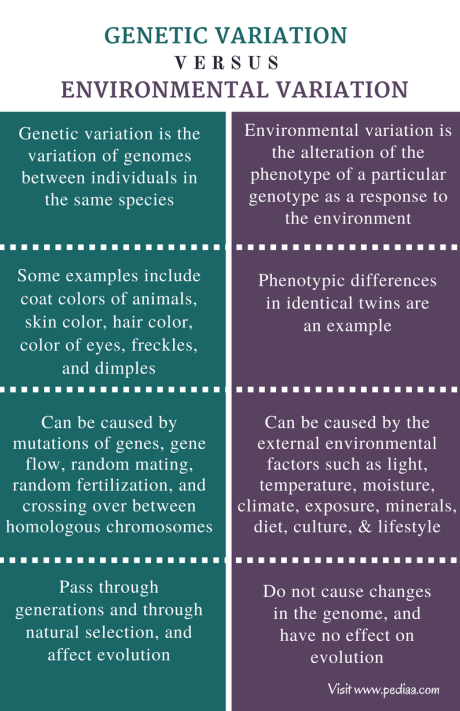 GENETIC VARIATION
VERSUS
ENVIRONMENTAL VARIATION
Genetic variation is the
variation of genomes
between individuals in
the same species
Environmental variation is
the alteration of the
phenotype of a particular
genotype as a response to
the environment
Some examples include
coat colors of animals,
skin color, hair color,
color of eyes, freckles,
and dimples
Phenotypic differences
in identical twins are
an example
Can be caused by
mutations of genes, gene
flow, random mating,
random fertilization, and
crossing over between
homologous chromosomes
Can be caused by the
external environmental
factors such as light,
temperature, moisture,
climate, exposure, minerals,
diet, culture, & lifestyle
Pass through
generations and through
natural selection, and
affect evolution
Do not cause changes
in the genome, and
have no effect on
evolution
Visit www.pediaa.com